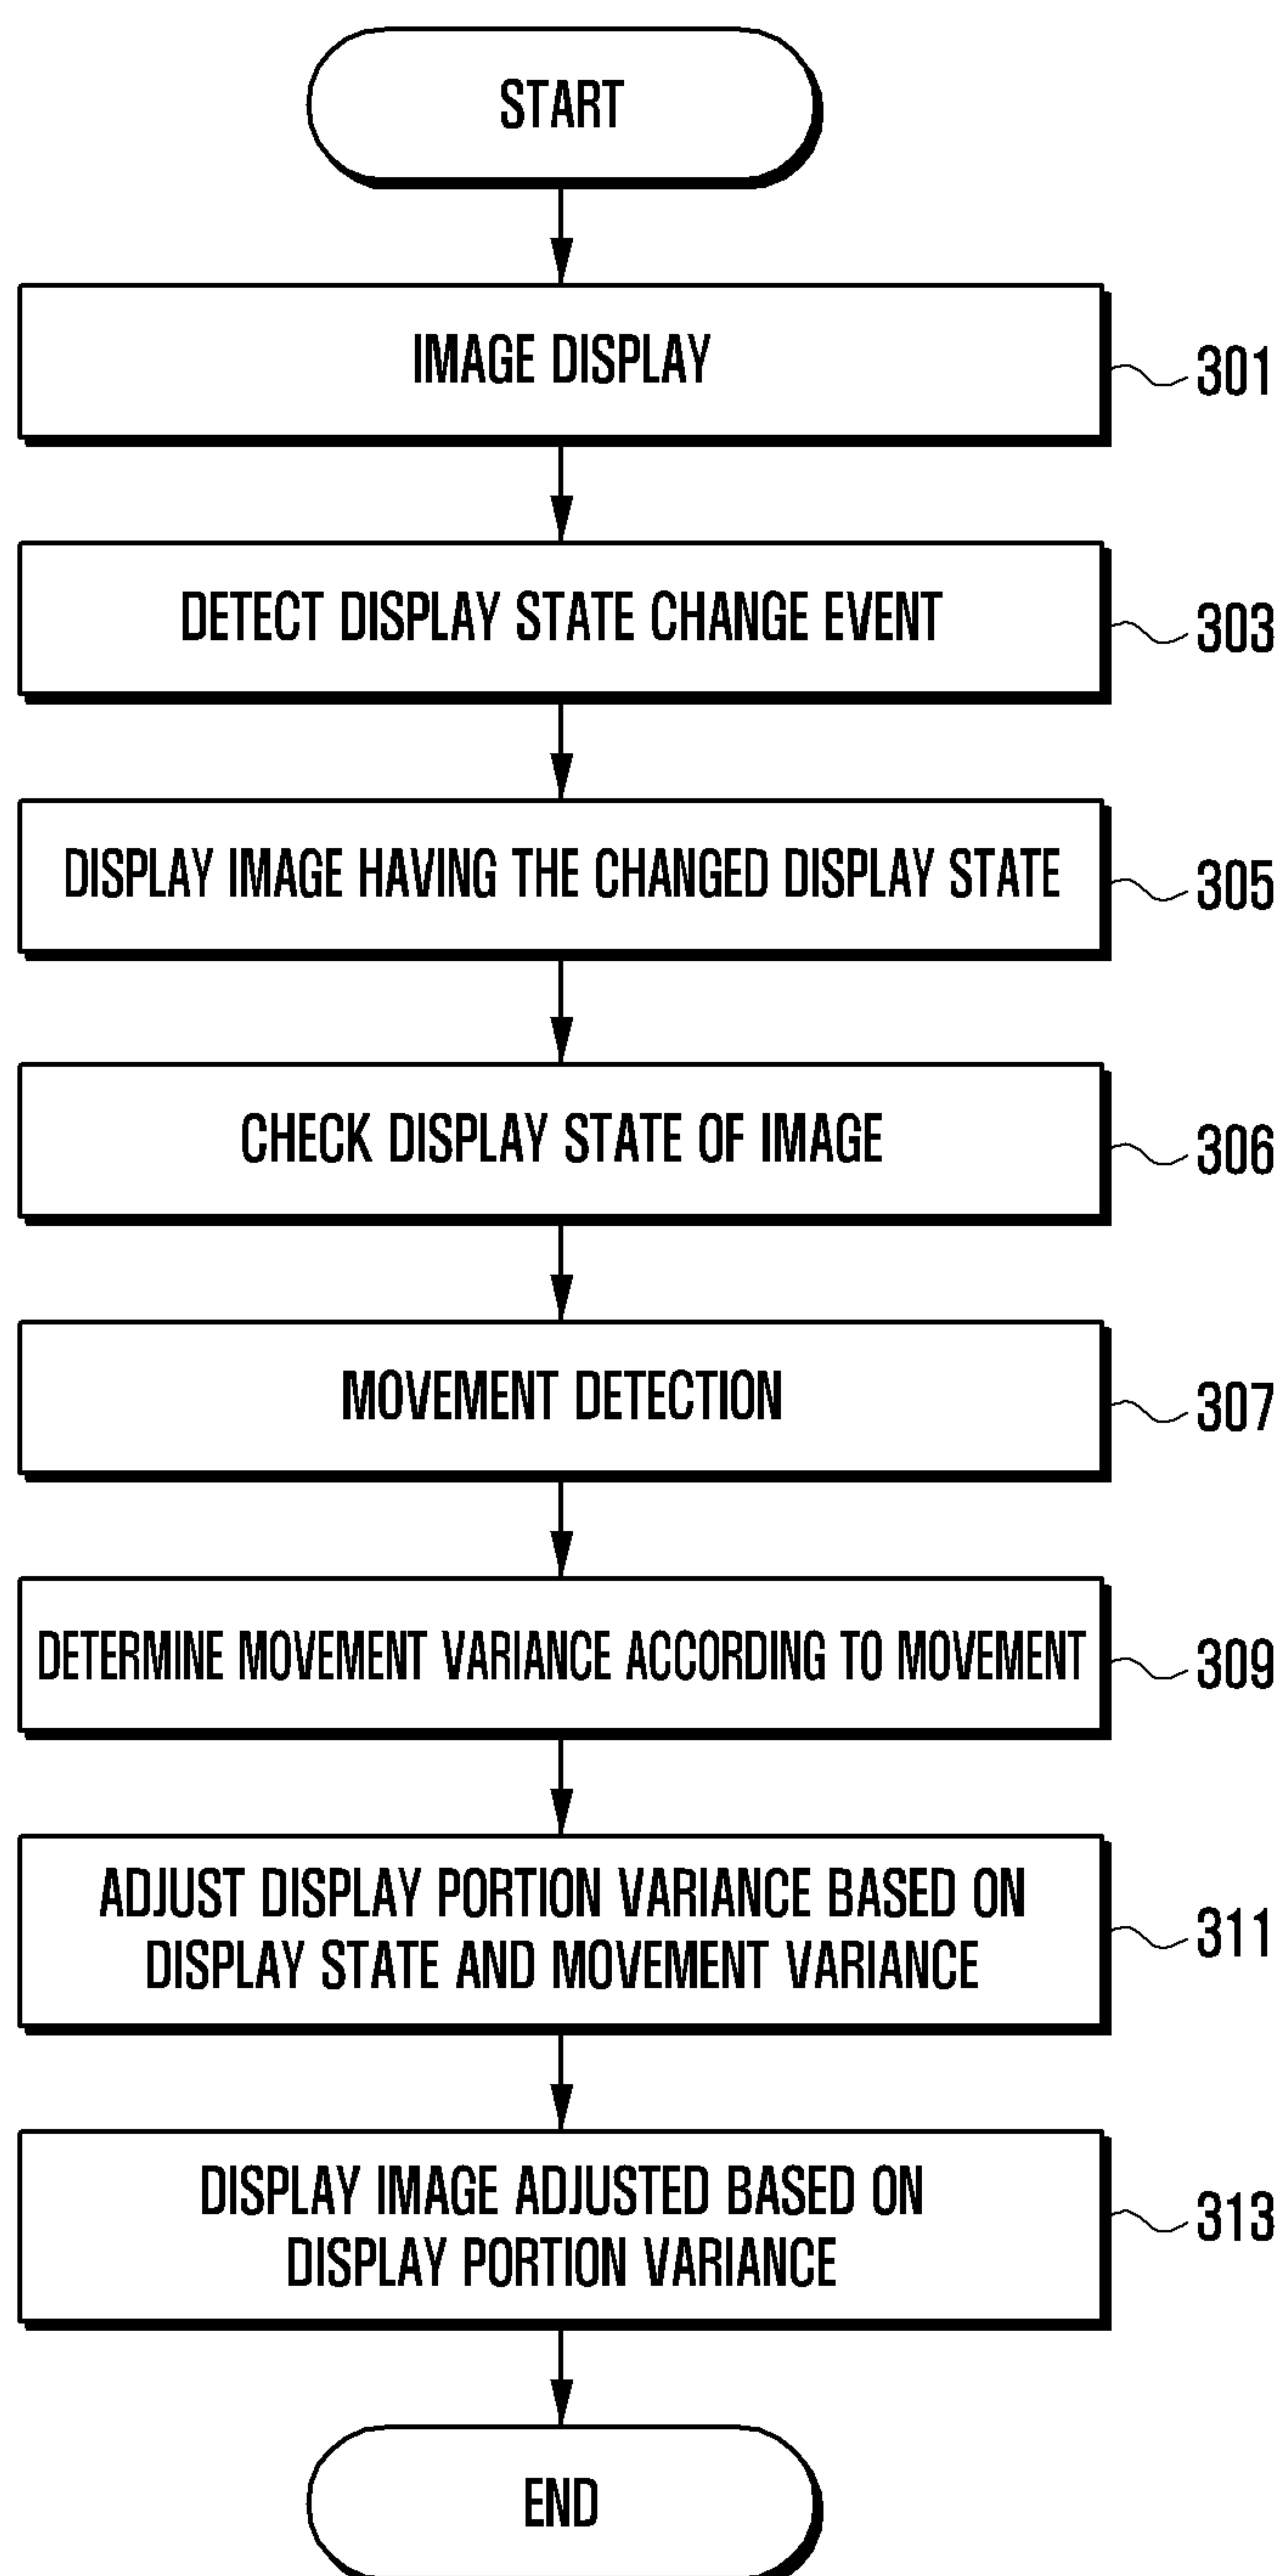 START
IMAGE DISPLAY
301
DETECT DISPLAY STATE CHANGE EVENT
303
DISPLAY IMAGE HAVING THE CHANGED DISPLAY STATE
305
CHECK DISPLAY STATE OF IMAGE
306
MOVEMENT DETECTION
307
DETERMINE MOVEMENT VARIANCE ACCORDING TO MOVEMENT
309
ADJUST DISPLAY PORTION VARIANCE BASED ON
DISPLAY STATE AND MOVEMENT VARIANCE
311
DISPLAY IMAGE ADJUSTED BASED ON
DISPLAY PORTION VARIANCE
313
END